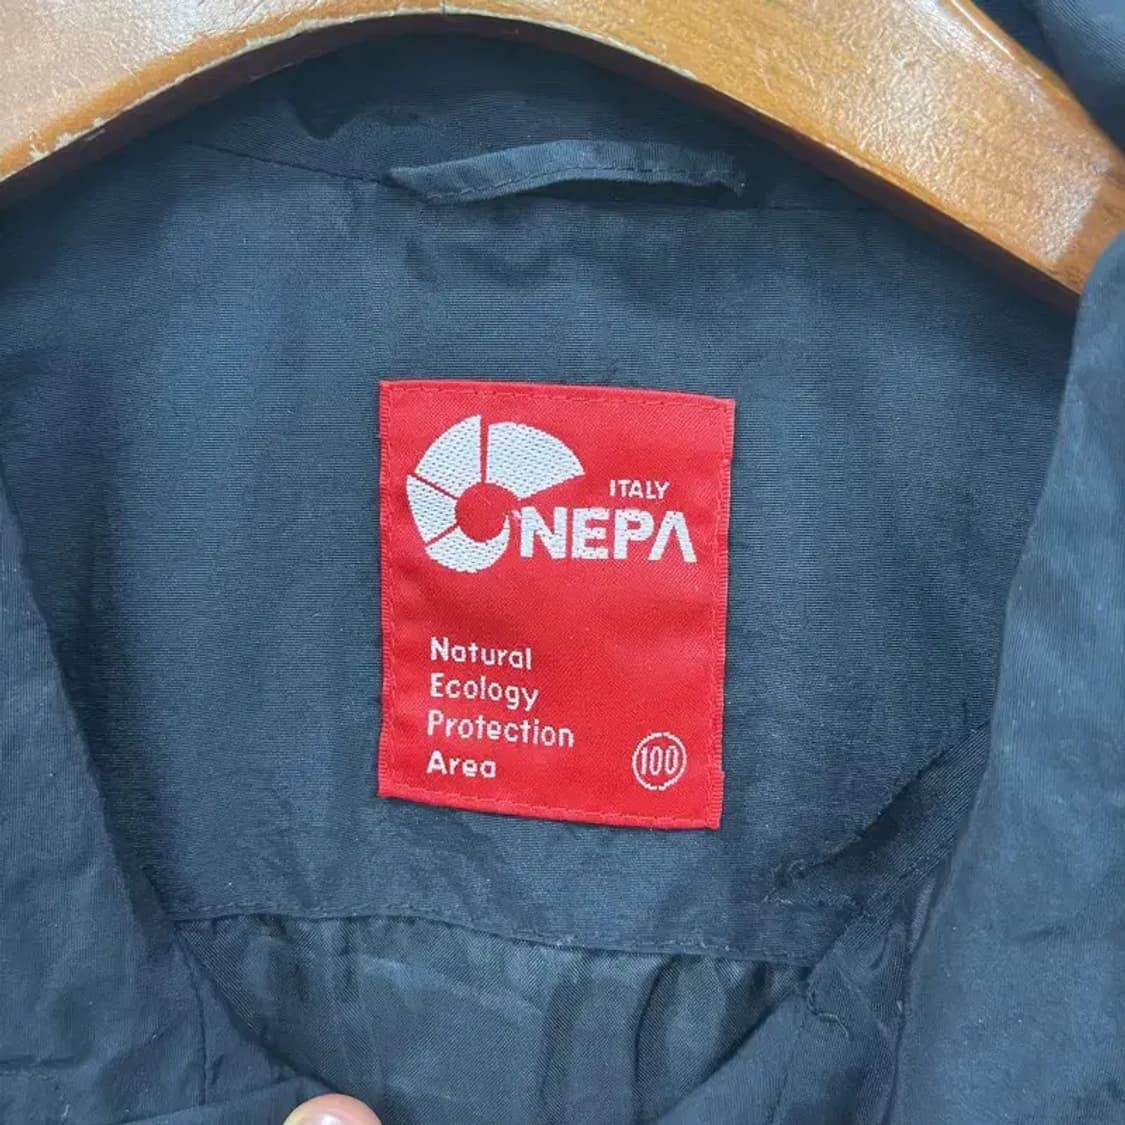 ITALY
NEPA
Natural
Ecology
Protection
Area
100